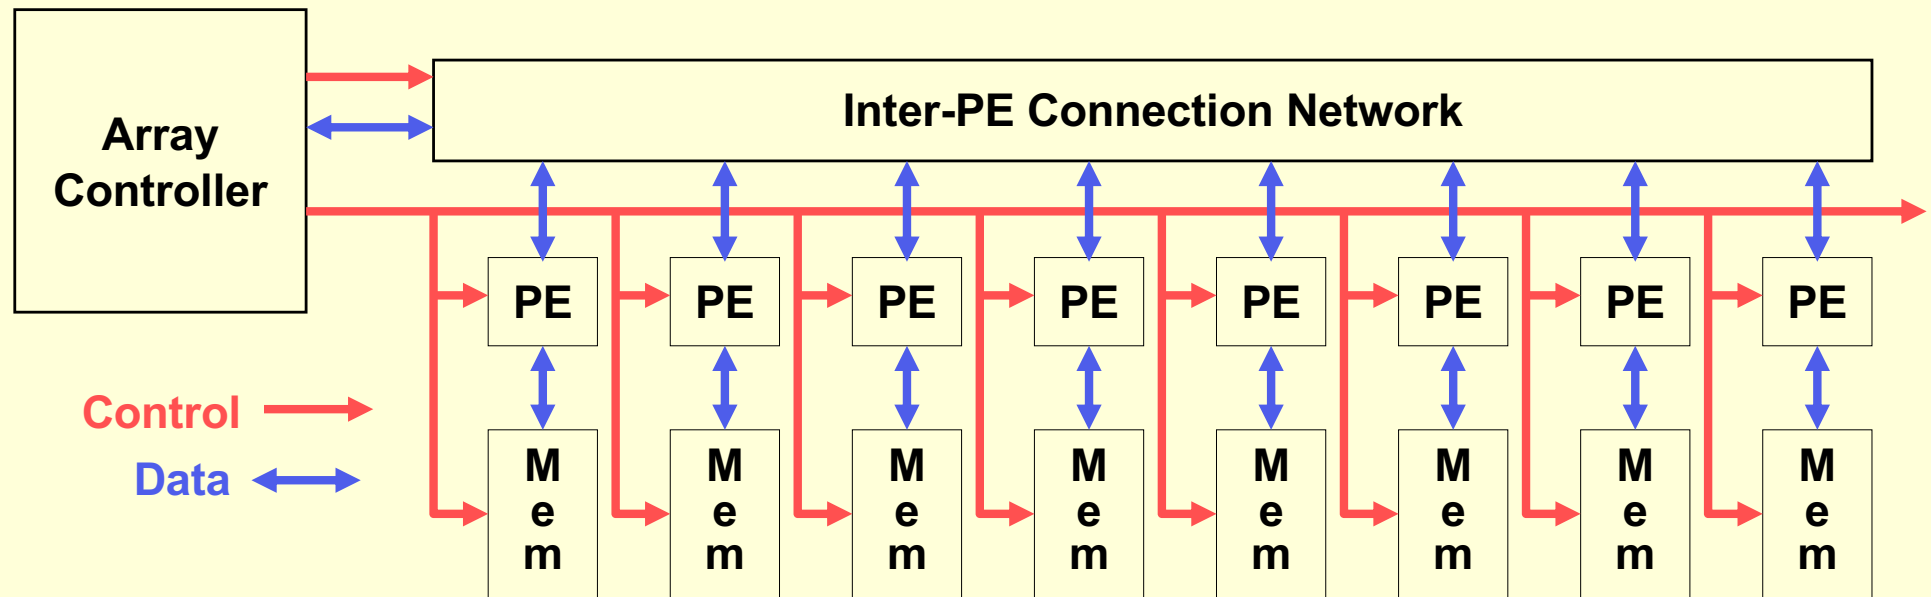 Array
Controller
Inter-PE Connection Network
PE PE PE PE PE PE PE PE
Control
Data
M M M M M M M M
e e e e e e e e
m m m m m m m m